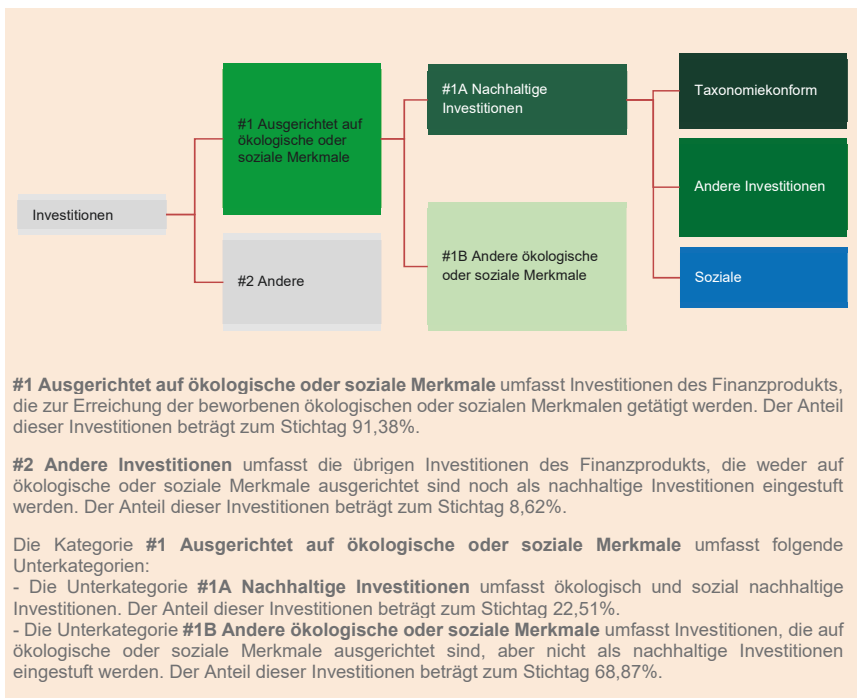 #1 Ausgerichtet auf
ökologische oder
soziale Merkmale
#1A Nachhaltige
Investitionen
Taxonomiekonform
Andere Investitionen
Investitionen
#2 Andere
#1B Andere ökologische
oder soziale Merkmale
Soziale
#1 Ausgerichtet auf ökologische oder soziale Merkmale umfasst Investitionen des Finanzprodukts,
die zur Erreichung der beworbenen ökologischen oder sozialen Merkmalen getätigt werden. Der Anteil
dieser Investitionen beträgt zum Stichtag 91,38%.
#2 Andere Investitionen umfasst die übrigen Investitionen des Finanzprodukts, die weder auf
ökologische oder soziale Merkmale ausgerichtet sind noch als nachhaltige Investitionen eingestuft
werden. Der Anteil dieser Investitionen beträgt zum Stichtag 8,62%.
Die Kategorie #1 Ausgerichtet auf ökologische oder soziale Merkmale umfasst folgende
Unterkategorien:
- Die Unterkategorie #1A Nachhaltige Investitionen umfasst ökologisch und sozial nachhaltige
Investitionen. Der Anteil dieser Investitionen beträgt zum Stichtag 22,51%.
- Die Unterkategorie #1B Andere ökologische oder soziale Merkmale umfasst Investitionen, die auf
ökologische oder soziale Merkmale ausgerichtet sind, aber nicht als nachhaltige Investitionen
eingestuft werden. Der Anteil dieser Investitionen beträgt zum Stichtag 68,87%.